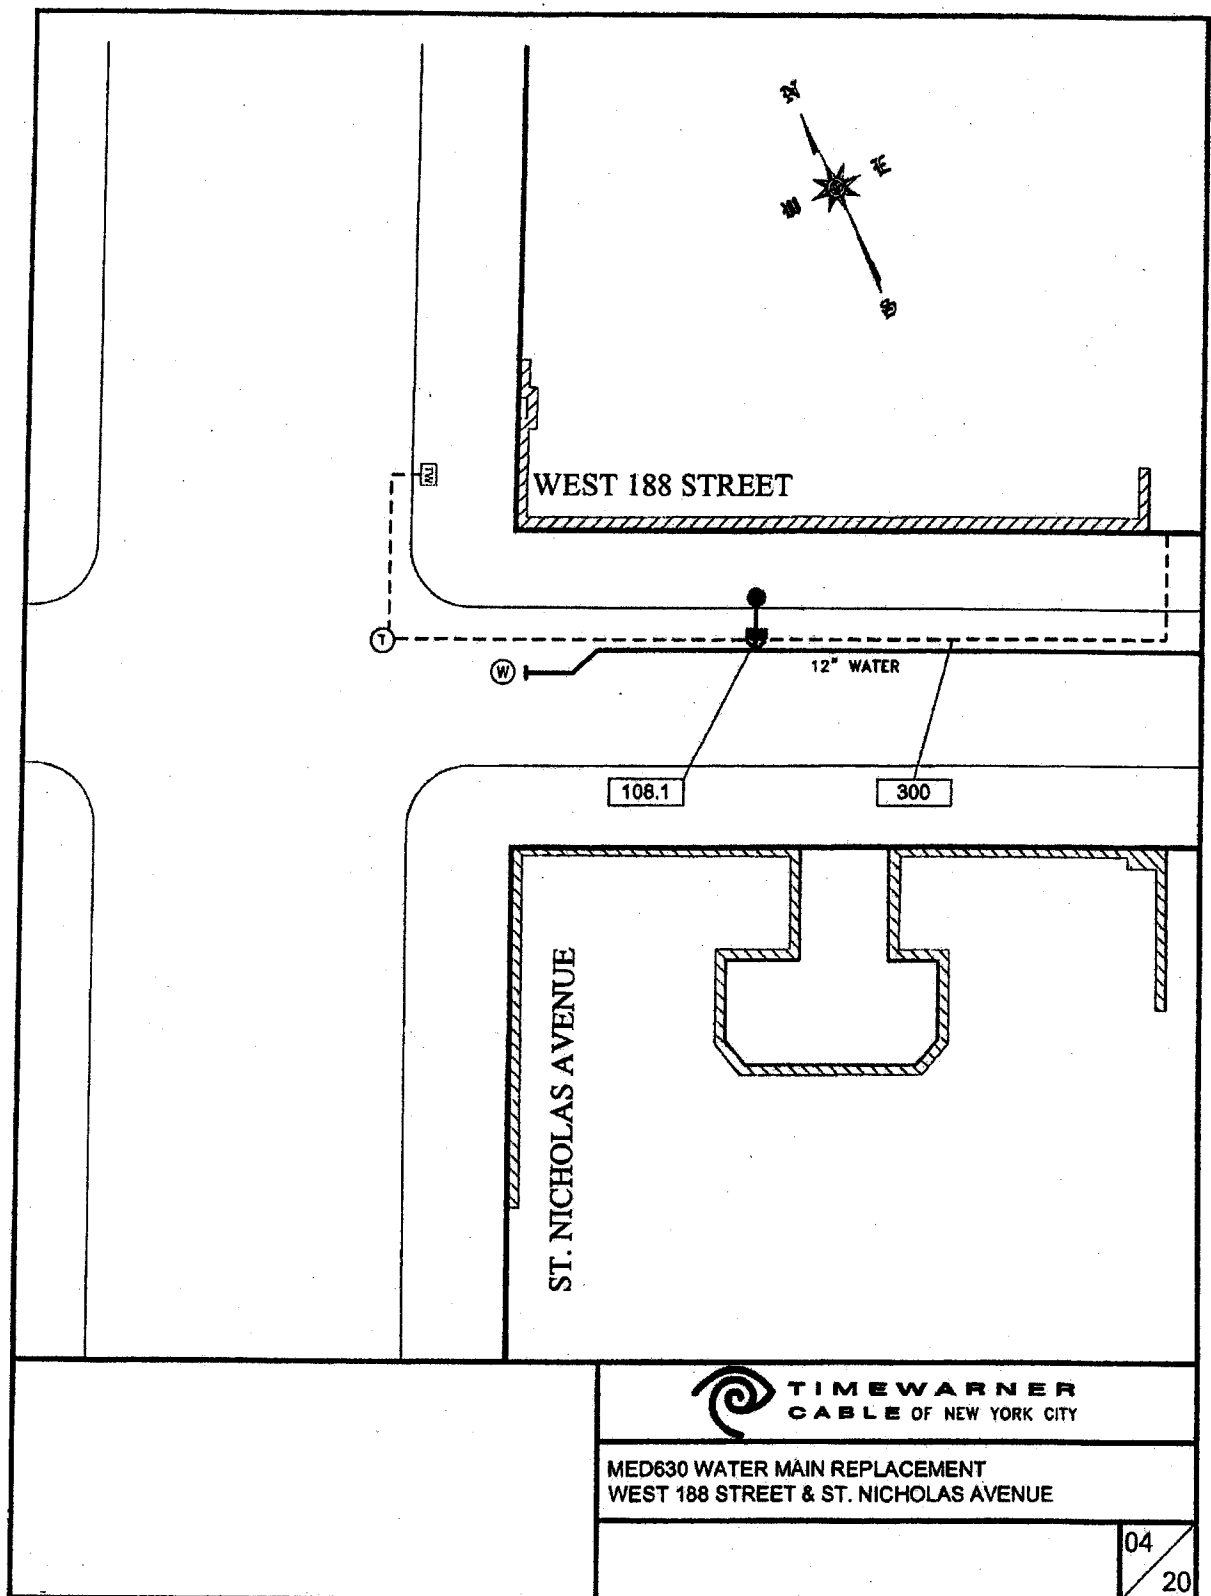 N
E
W
S
TW
WEST 188 STREET
T
W
12" WATER
108.1
300
ST. NICHOLAS AVENUE
TIMEWARNER
CABLE OF NEW YORK CITY
MED630 WATER MAIN REPLACEMENT
WEST 188 STREET & ST. NICHOLAS AVENUE
04
20